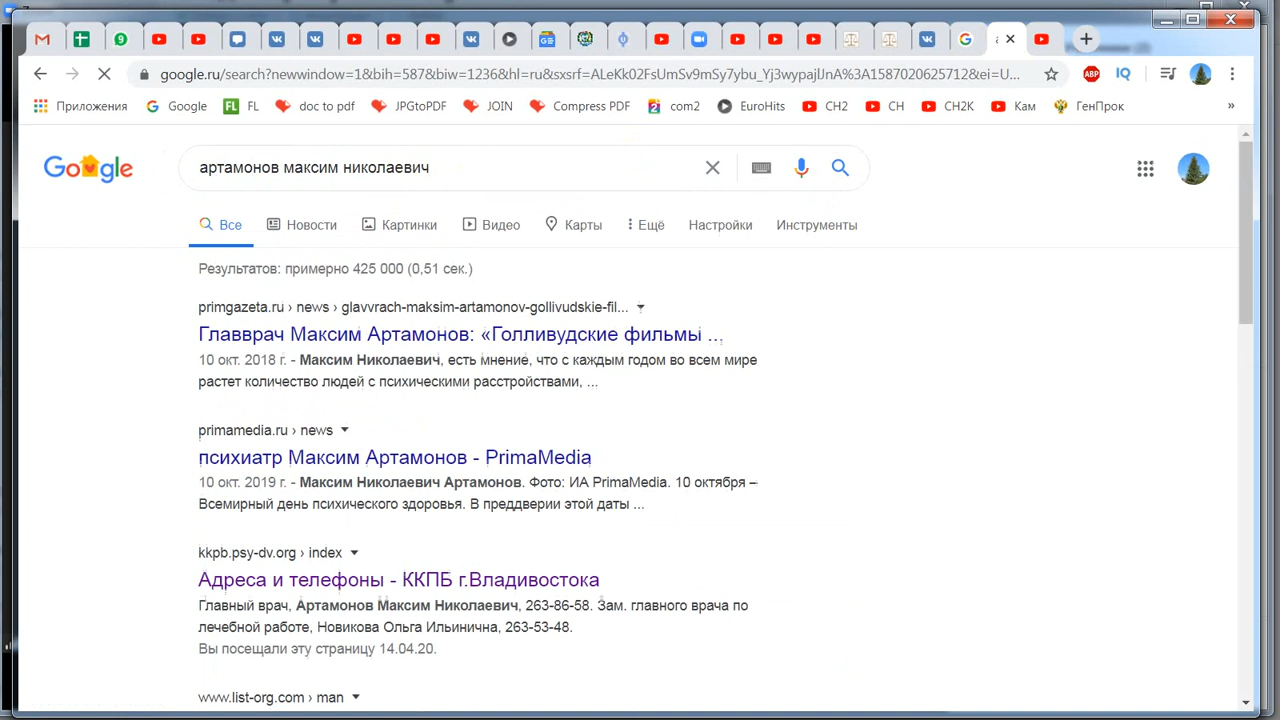 google.ru/search?newwindow=1&bih=587&biw=1236&hl=ru&sxsrf=ALeKk02FsUmSv9mSy7ybu_Yj3wypajlJnA%3A1587020625712&ei=U...
Приложения Google FL doc to pdf JPGtoPDF JOIN Compress PDF com2 EuroHits CH2 CH CH2K Кам ГенПрок »
Google
артамонов максим николаевич
Все Новости Картинки Видео Карты Ещё Настройки Инструменты
Результатов: примерно 425 000 (0,51 сек.)
primgazeta.ru › news › glavvrach-maksim-artamonov-gollivudskie-fil...
Главврач Максим Артамонов: «Голливудские фильмы ...
10 окт. 2018 г. - Максим Николаевич, есть мнение, что с каждым годом во всем мире
растет количество людей с психическими расстройствами, ...
primamedia.ru › news
психиатр Максим Артамонов - PrimaMedia
10 окт. 2019 г. - Максим Николаевич Артамонов. Фото: ИА PrimaMedia. 10 октября –
Всемирный день психического здоровья. В преддверии этой даты ...
kkpb.psy-dv.org › index
Адреса и телефоны - ККПБ г.Владивостока
Главный врач, Артамонов Максим Николаевич, 263-86-58. Зам. главного врача по
лечебной работе, Новикова Ольга Ильинична, 263-53-48.
Вы посещали эту страницу 14.04.20.
www.list-org.com › man